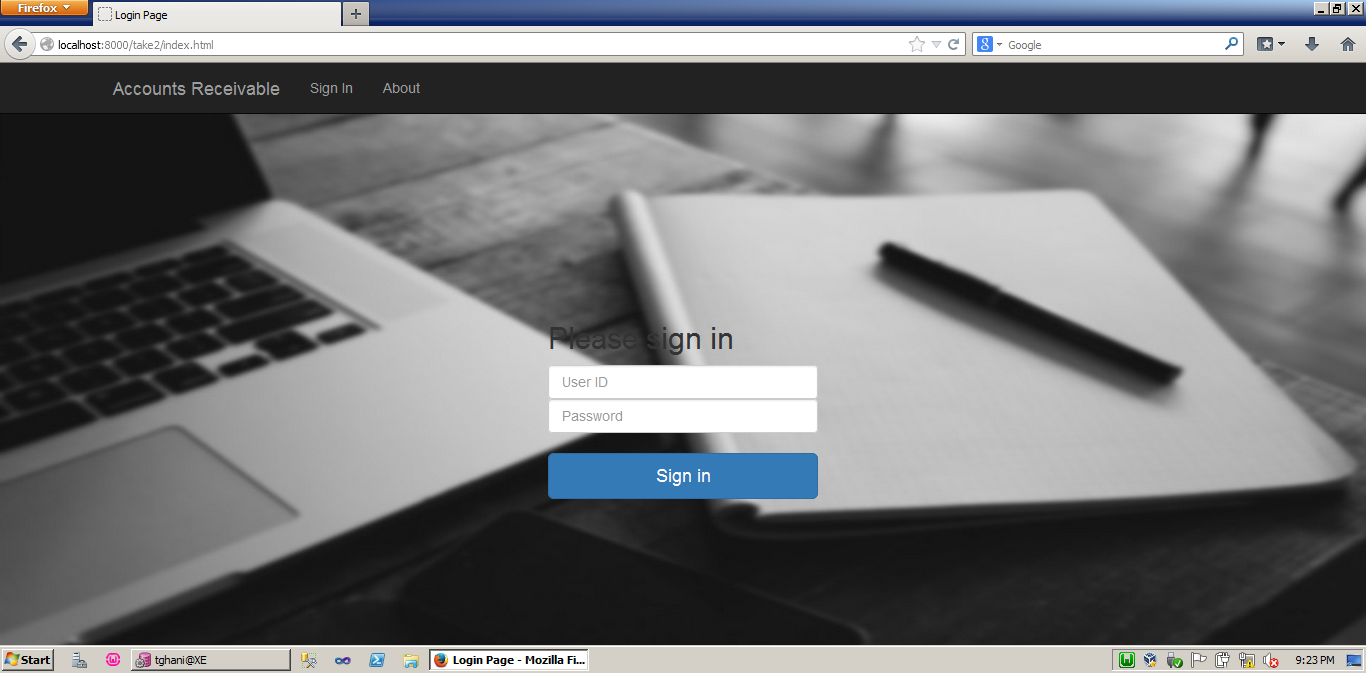 Firefox
Login Page
localhost:8000/take2/index.html
Google
Accounts Receivable
Sign In
About
Please sign in
User ID
Password
Sign in
Start
tghani@XE
Login Page - Mozilla Fi...
9:23 PM